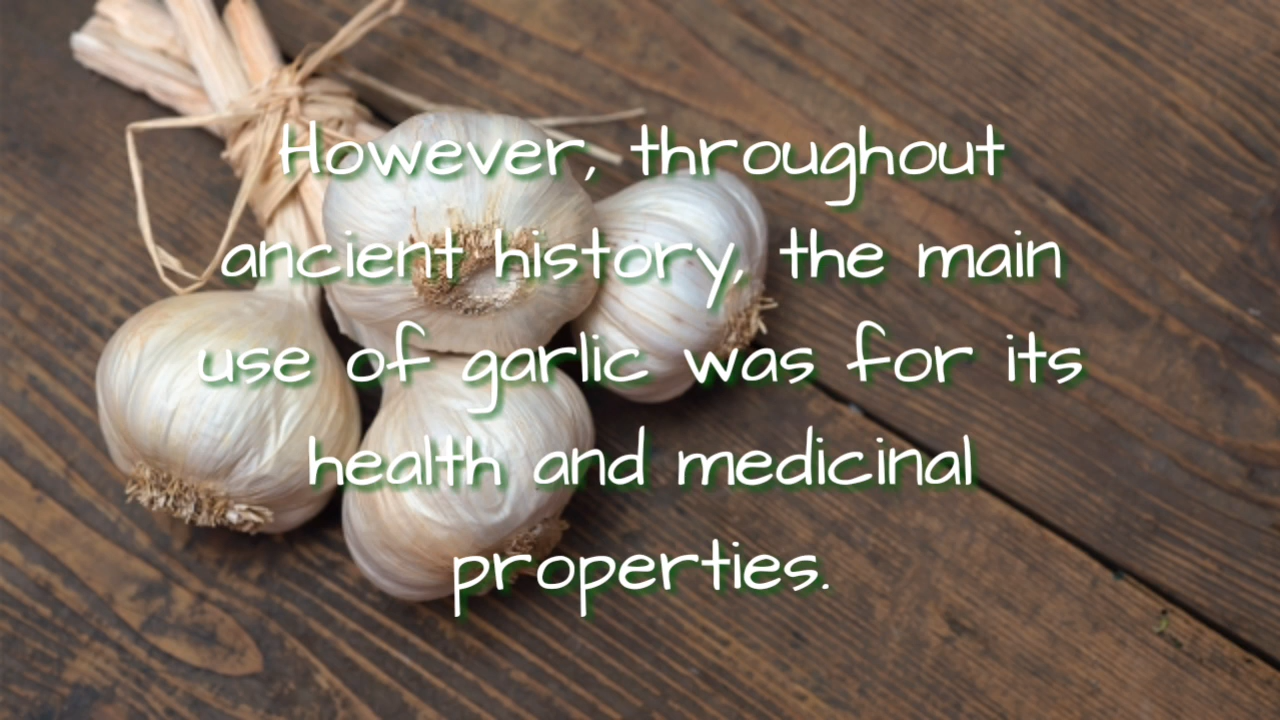 However, throughout
ancient history, the main
use of garlic was for its
health and medicinal
properties.